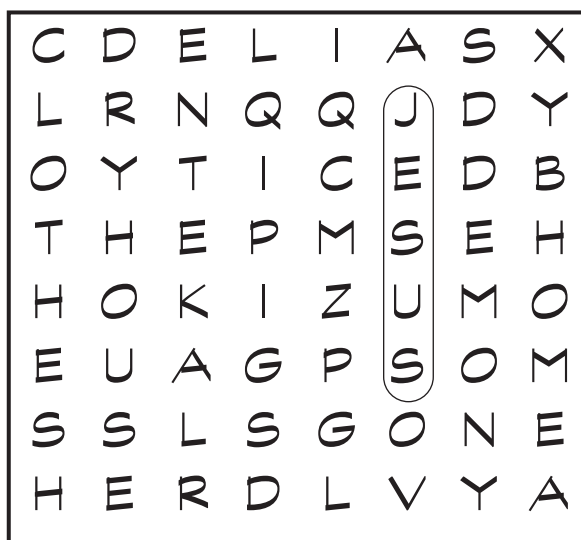 C D E L I A S X
L R N Q Q J D Y
O Y T I C E D B
T H E P M S E H
H O K I Z U M O
E U A G P S O M
S S L S G O N E
H E R D L V Y A